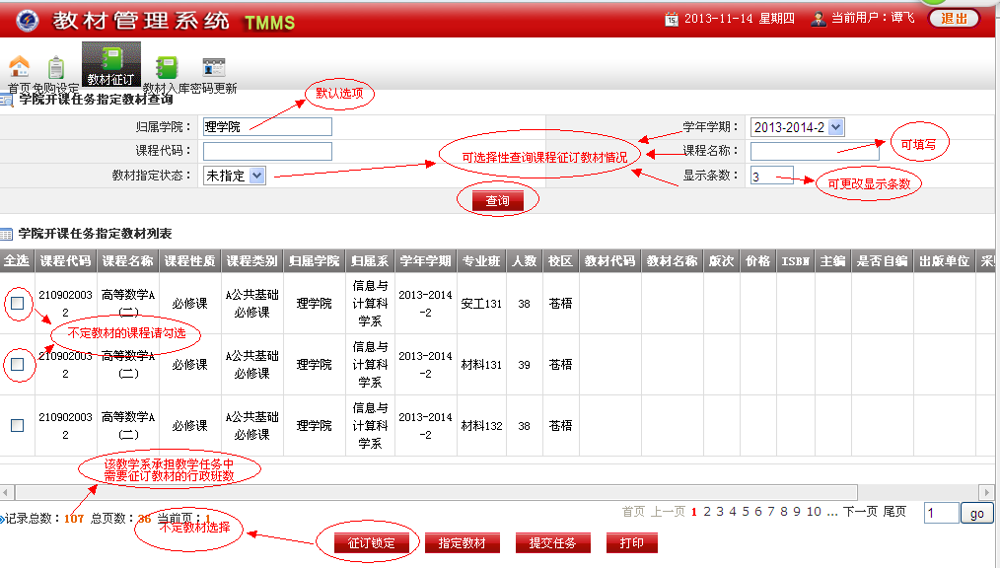 教材管理系统 TMMS
15 2013-11-14 星期四 当前用户：谭飞 退出
首页 免购设定 教材征订 教材入库 密码更新
学院开课任务指定教材查询
默认选项
归属学院： 理学院 学年学期： 2013-2014-2
课程代码： 课程名称：
可填写
可选择性查询课程征订教材情况
教材指定状态： 未指定 显示条数： 3
可更改显示条数
查询
学院开课任务指定教材列表
全选 课程代码 课程名称 课程性质 课程类别 归属学院 归属系 学年学期 专业班 人数 校区 教材代码 教材名称 版次 价格 ISBN 主编 是否自编 出版单位
210902003 2 高等数学A (二) 必修课 A公共基础 必修课 理学院 信息与 计算科 学系 2013-2014 -2 安工131 38 苍梧
不定教材的课程请勾选
210902003 2 高等数学A (二) 必修课 A公共基础 必修课 理学院 信息与 计算科 学系 2013-2014 -2 材料131 39 苍梧
210902003 2 高等数学A (二) 必修课 A公共基础 必修课 理学院 信息与 计算科 学系 2013-2014 -2 材料132 38 苍梧
该教学系承担教学任务中
需要征订教材的行政班数
记录总数：107 总页数：36 当前页：1
首页 上一页 1 2 3 4 5 6 7 8 9 10 ... 下一页 尾页 1 go
不定教材选择
征订锁定 指定教材 提交任务 打印